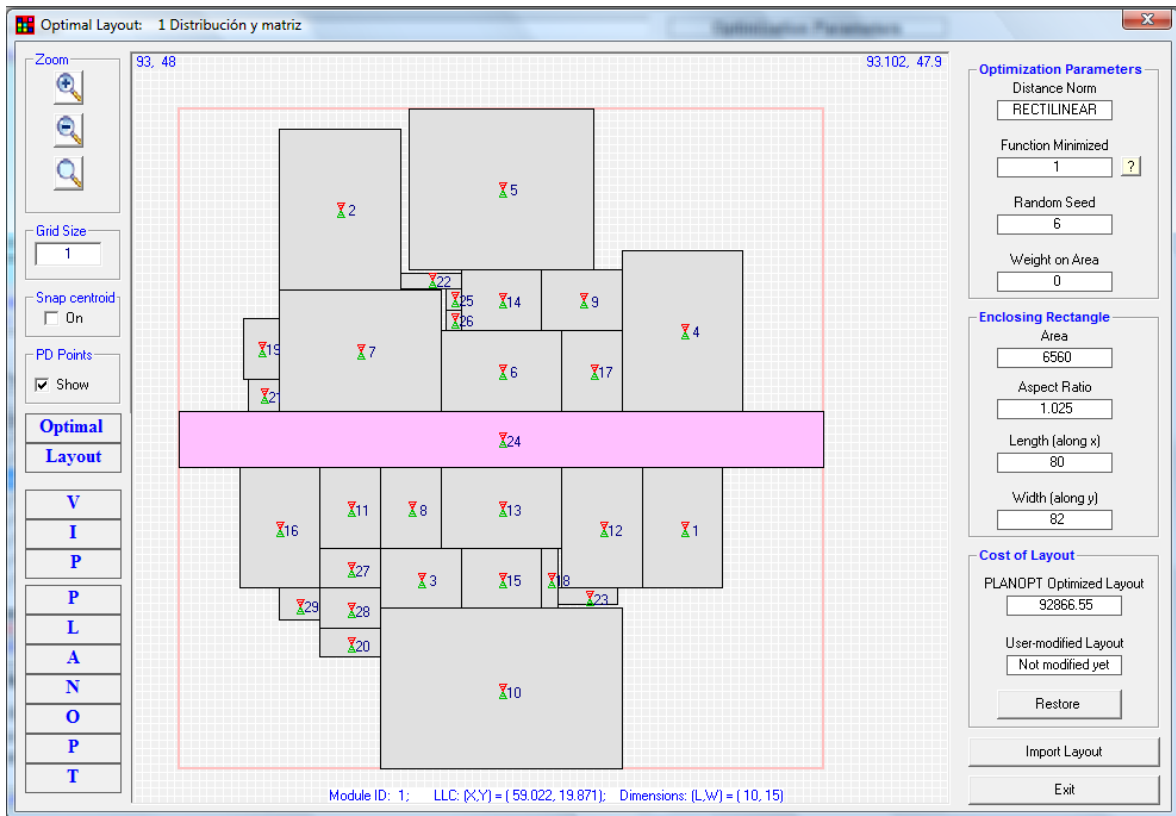 Optimal Layout: 1 Distribución y matriz
Optimization Parameters
Zoom
Grid Size
1
Snap centroid
On
PD Points
Show
Optimal
Layout
V
I
P
P
L
A
N
O
P
T
93, 48
93.102, 47.9
5
2
22
25
14
9
26
4
19
7
6
17
21
24
16
11
8
13
12
1
27
3
15
18
29
28
23
20
10
Module ID: 1; LLC: (X,Y) = ( 59.022, 19.871); Dimensions: (L,W) = ( 10, 15)
Optimization Parameters
Distance Norm
RECTILINEAR
Function Minimized
1
?
Random Seed
6
Weight on Area
0
Enclosing Rectangle
Area
6560
Aspect Ratio
1.025
Length (along x)
80
Width (along y)
82
Cost of Layout
PLANOPT Optimized Layout
92866.55
User-modified Layout
Not modified yet
Restore
Import Layout
Exit